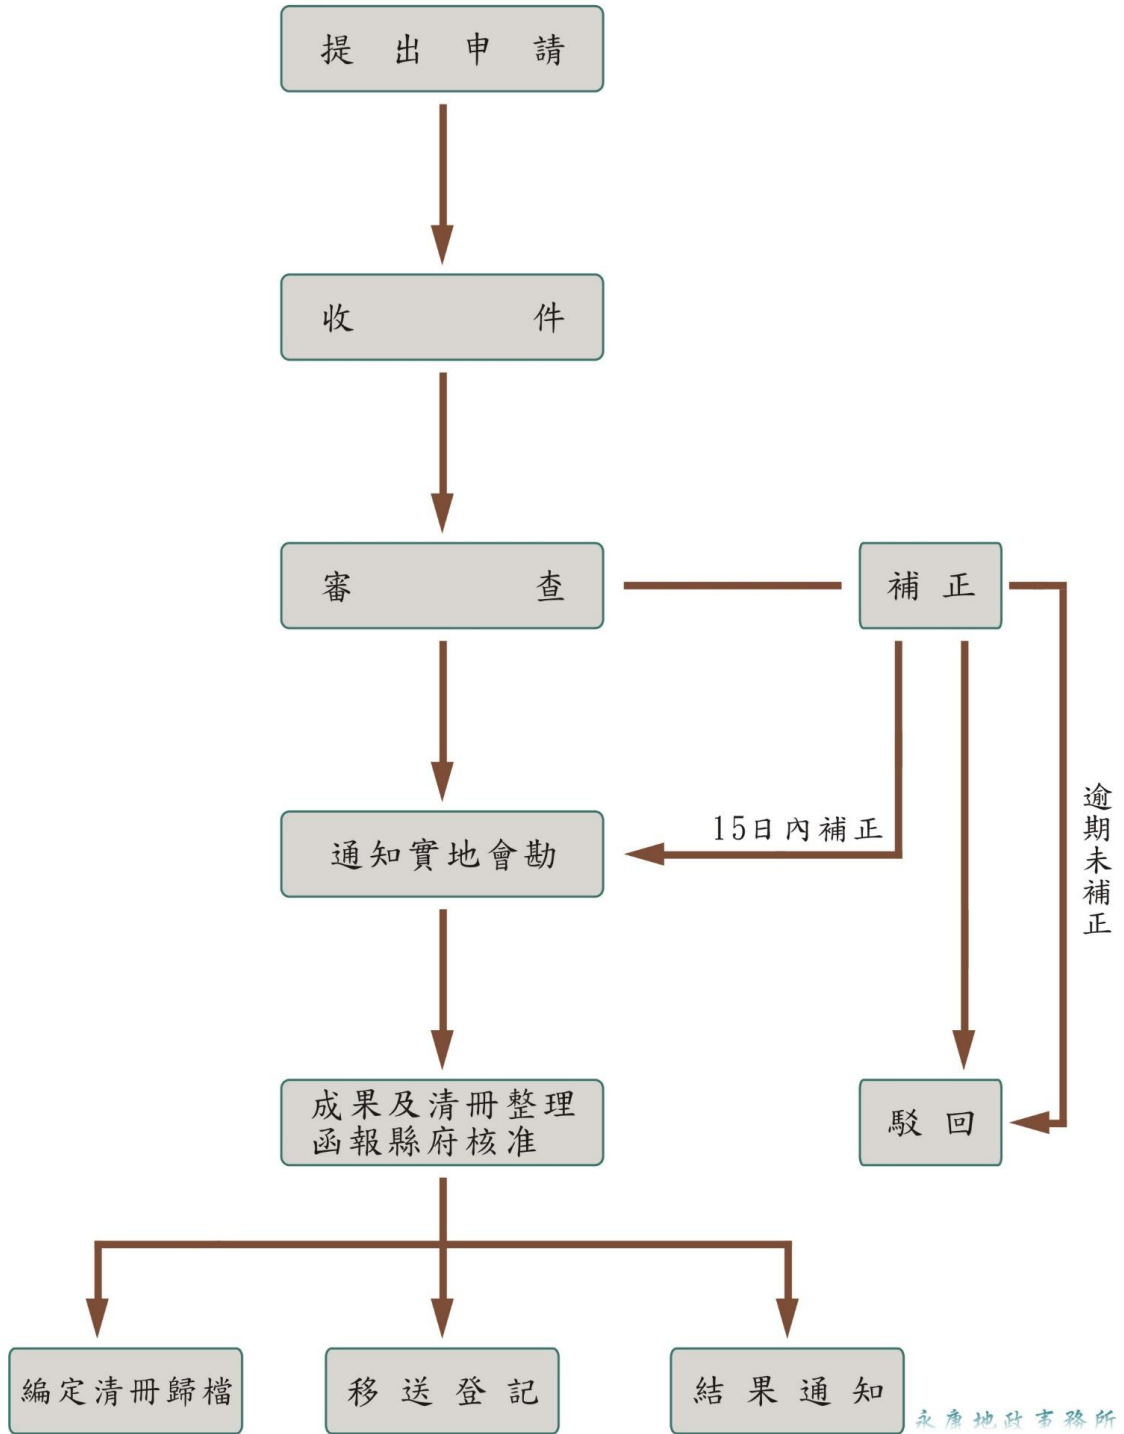 提出申請
收件
審查
補正
通知實地會勘
15日內補正
逾期未補正
成果及清冊整理
函報縣府核准
駁回
編定清冊歸檔
移送登記
結果通知
永康地政事務所